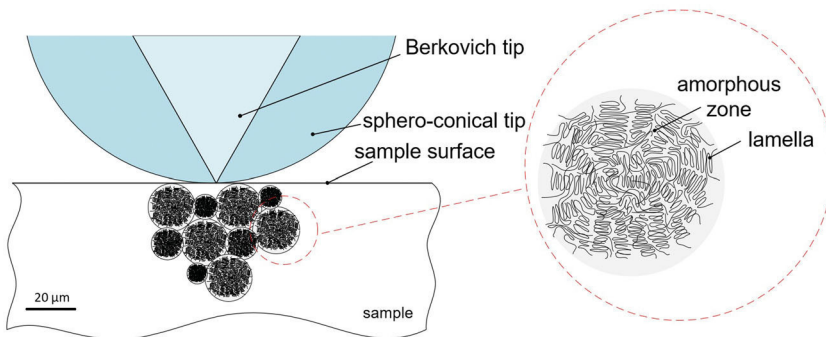 Berkovich tip
sphero-conical tip
sample surface
amorphous
zone
lamella
20 µm
sample